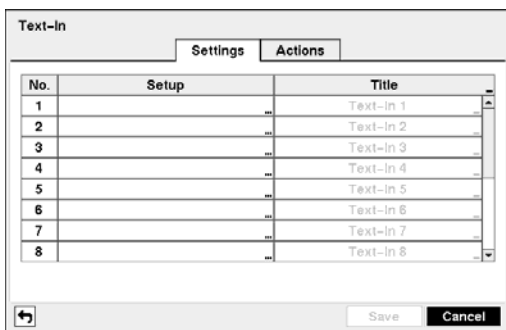 Text-In
Settings Actions
No. Setup Title
1 ... Text-In 1
2 ... Text-In 2
3 ... Text-In 3
4 ... Text-In 4
5 ... Text-In 5
6 ... Text-In 6
7 ... Text-In 7
8 ... Text-In 8
Save Cancel